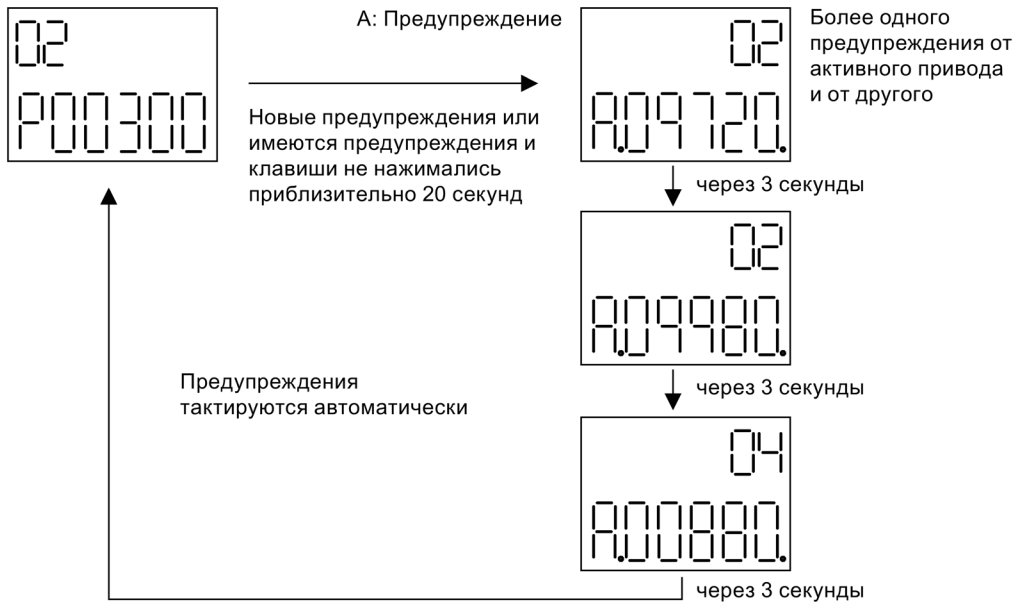 02
P00300
А: Предупреждение
Новые предупреждения или
имеются предупреждения и
клавиши не нажимались
приблизительно 20 секунд
02
A.09720.
Более одного
предупреждения от
активного привода
и от другого
через 3 секунды
02
A.09980.
через 3 секунды
Предупреждения
тактируются автоматически
04
A.00880.
через 3 секунды